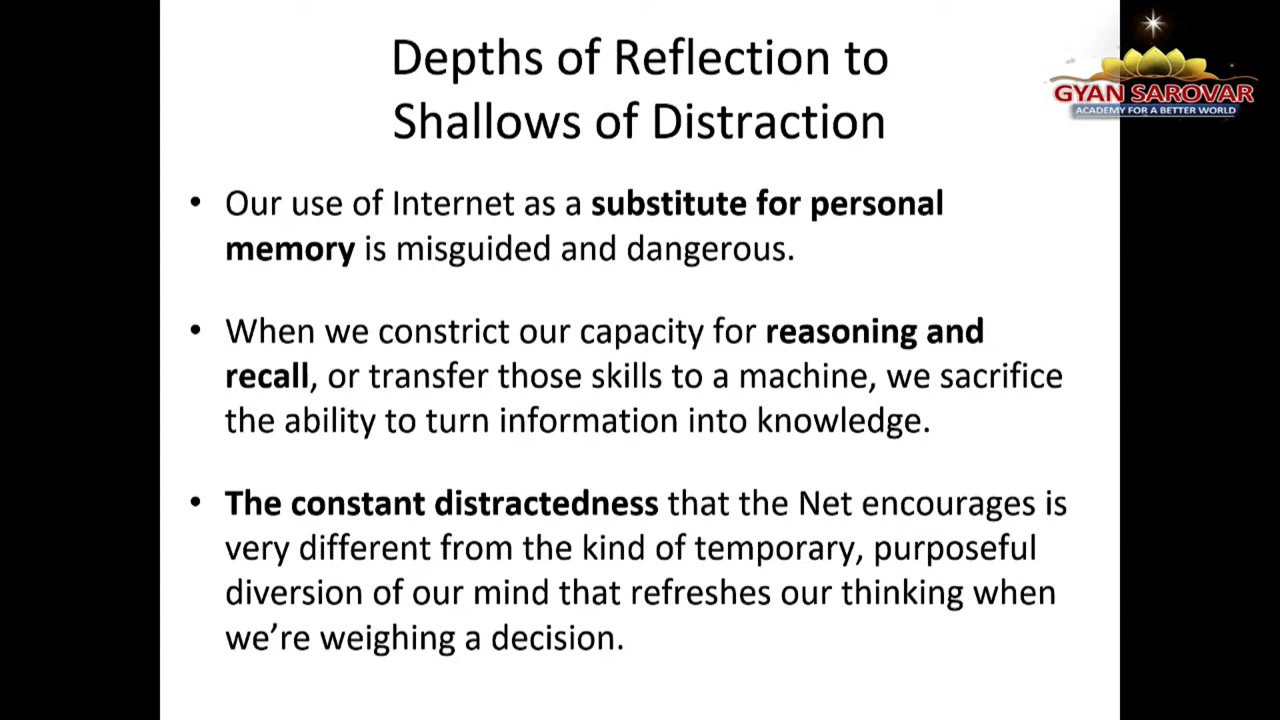 Depths of Reflection to
Shallows of Distraction
GYAN SAROVAR
ACADEMY FOR A BETTER WORLD
• Our use of Internet as a substitute for personal
memory is misguided and dangerous.
• When we constrict our capacity for reasoning and
recall, or transfer those skills to a machine, we sacrifice
the ability to turn information into knowledge.
• The constant distractedness that the Net encourages is
very different from the kind of temporary, purposeful
diversion of our mind that refreshes our thinking when
we’re weighing a decision.